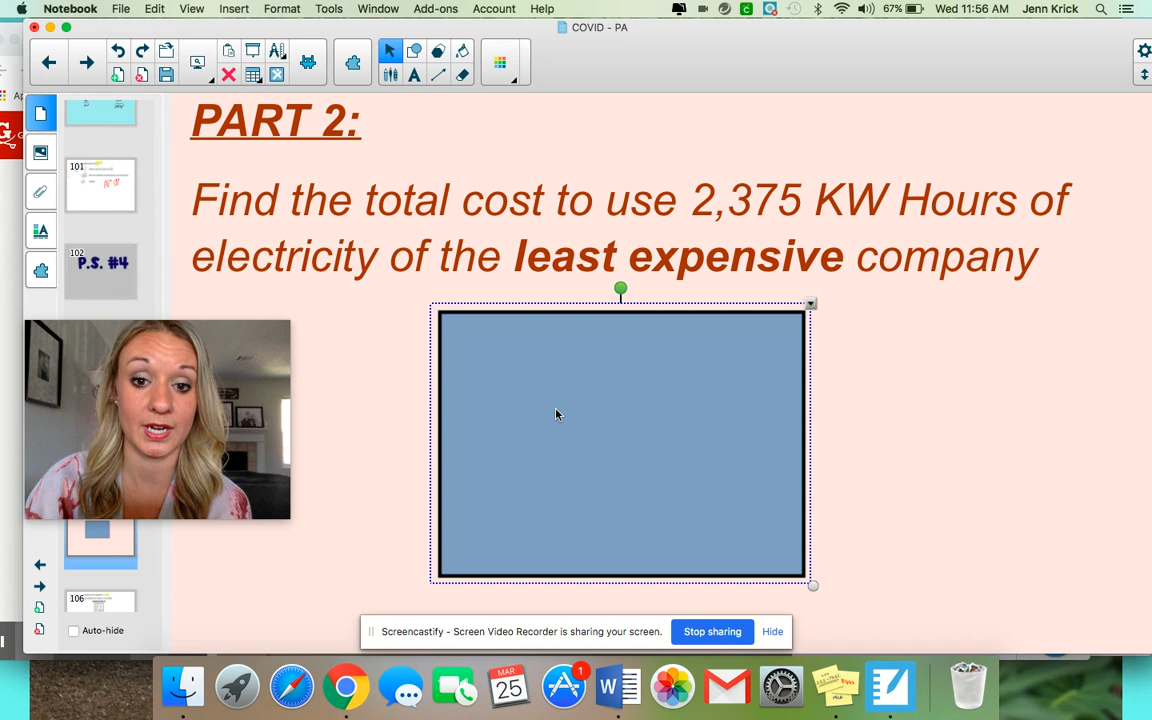 Notebook File Edit View Insert Format Tools Window Add-ons Account Help 67% Wed 11:56 AM Jenn Krick
COVID - PA
PART 2:
Find the total cost to use 2,375 KW Hours of
electricity of the least expensive company
101
102
P.S. #4
106
Auto-hide
Screencastify - Screen Video Recorder is sharing your screen. Stop sharing Hide
MAR
25
1
W